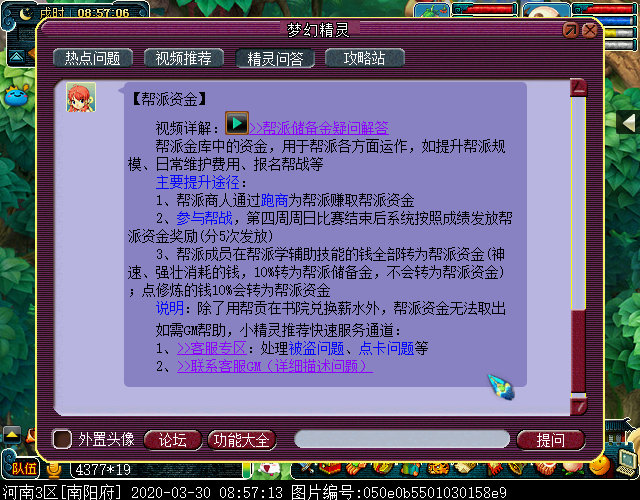 戌时 08:57:06
梦幻精灵
热点问题 视频推荐 精灵问答 攻略站
【帮派资金】
视频详解: >>帮派储备金疑问解答
帮派金库中的资金，用于帮派各方面运作，如提升帮派规
模、日常维护费用、报名帮战等
主要提升途径:
1、帮派商人通过跑商为帮派赚取帮派资金
2、参与帮战，第四周周日比赛结束后系统按照成绩发放帮
派资金奖励(分5次发放)
3、帮派成员在帮派学辅助技能的钱全部转为帮派资金(神
速、强壮消耗的钱，10%转为帮派储备金，不会转为帮派资金)
；点修炼的钱10%会转为帮派资金
说明: 除了用帮贡在书院兑换薪水外，帮派资金无法取出
如需GM帮助，小精灵推荐快速服务通道:
1、>>客服专区: 处理被盗问题、点卡问题等
2、>>联系客服GM（详细描述问题）
外置头像 论坛 功能大全 提问
队伍 4377*19
河南3区[南阳府] 2020-03-30 08:57:13 图片编号:050e0b5501030158e9